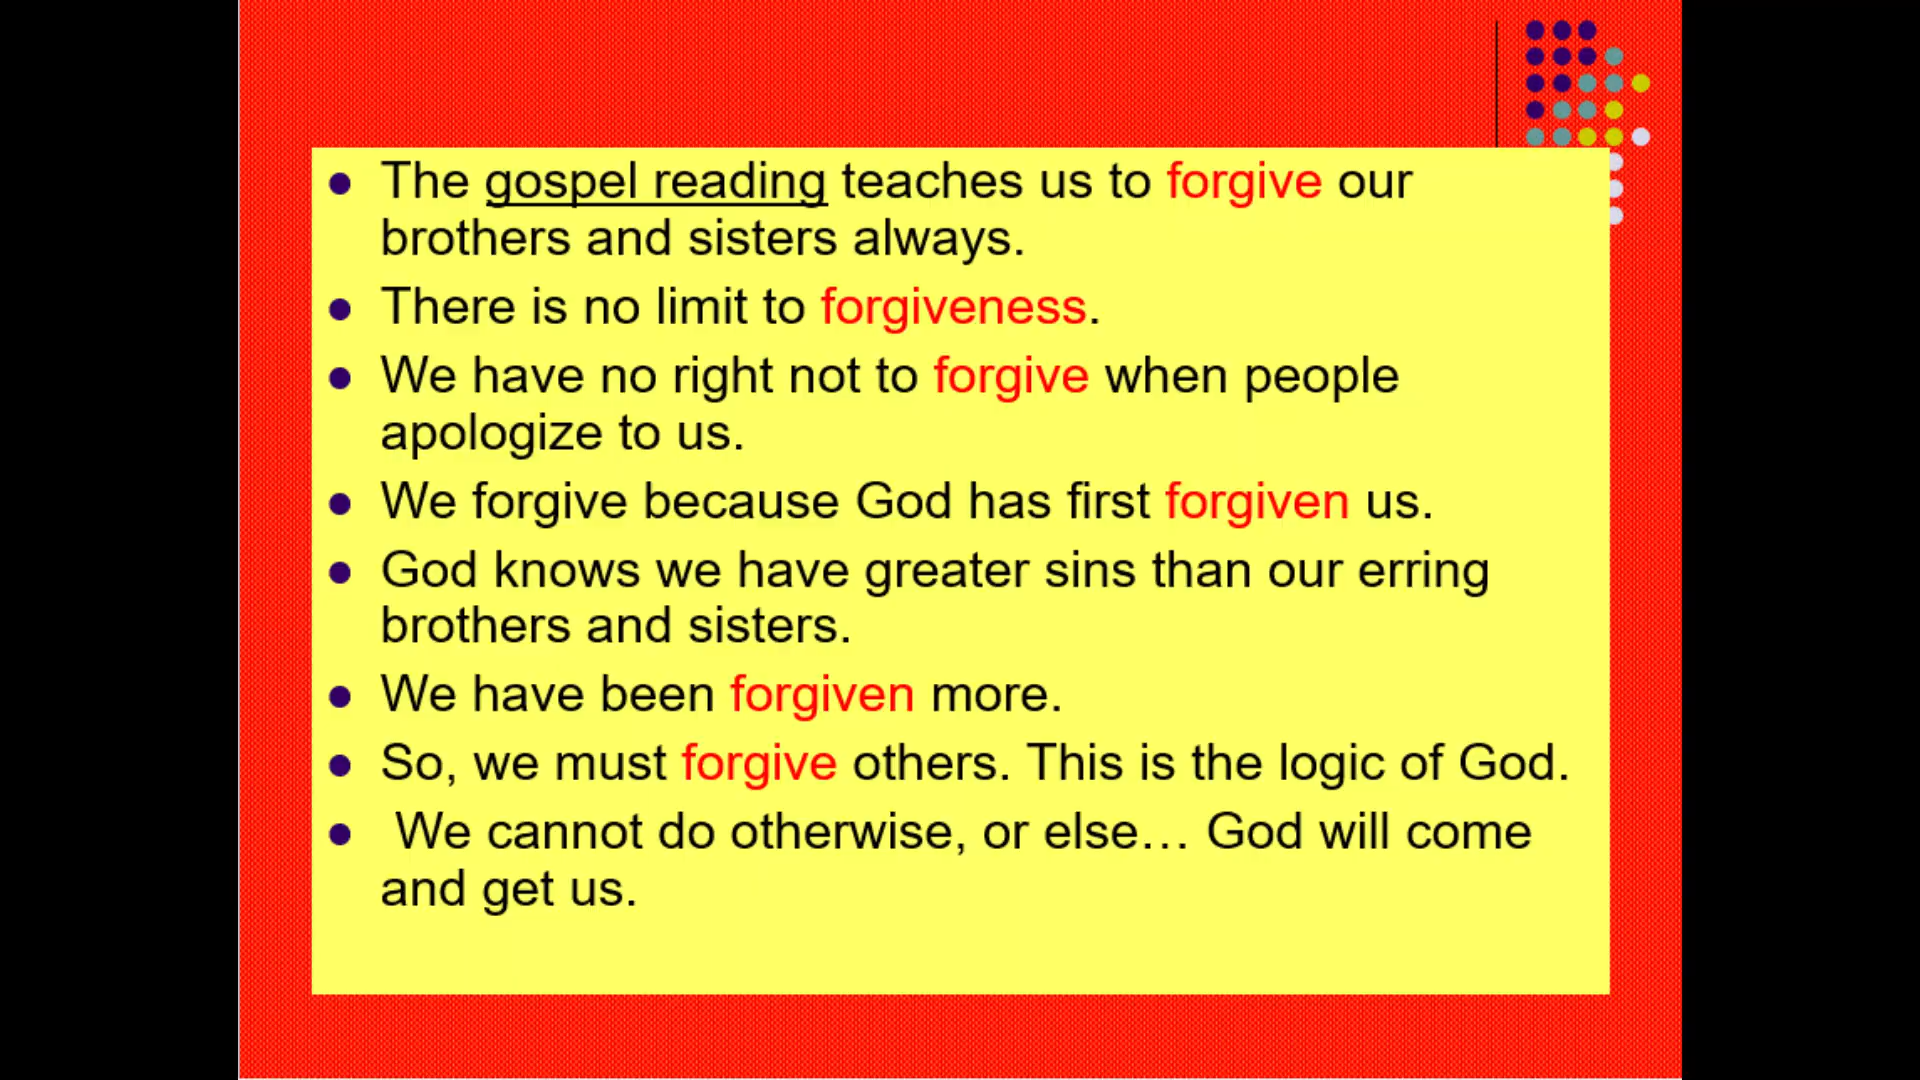 The gospel reading teaches us to forgive our
brothers and sisters always.
There is no limit to forgiveness.
We have no right not to forgive when people
apologize to us.
We forgive because God has first forgiven us.
God knows we have greater sins than our erring
brothers and sisters.
We have been forgiven more.
So, we must forgive others. This is the logic of God.
We cannot do otherwise, or else… God will come
and get us.